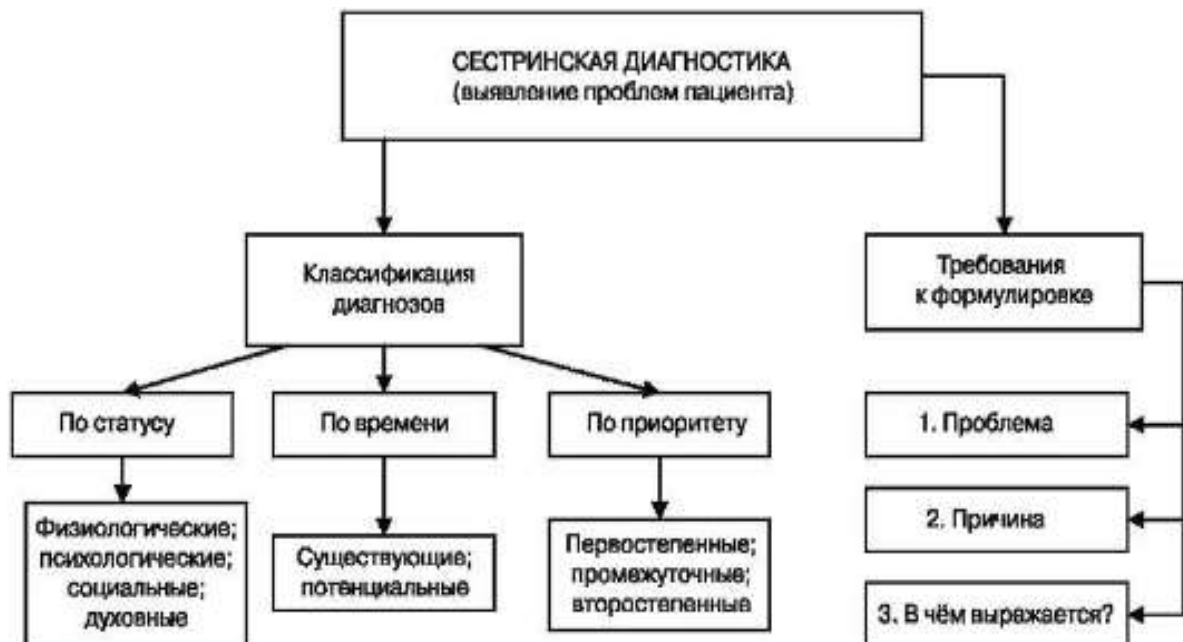 СЕСТРИНСКАЯ ДИАГНОСТИКА
(выявление проблем пациента)
Классификация
диагнозов
Требования
к формулировке
По статусу
По времени
По приоритету
1. Проблема
Физиологические;
психологические;
социальные;
духовные
Существующие;
потенциальные
Первостепенные;
промежуточные;
второстепенные
2. Причина
3. В чём выражается?